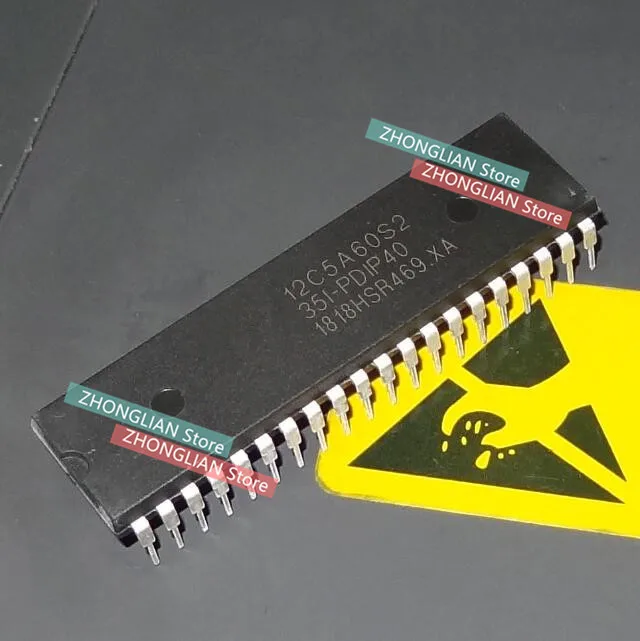 ZHONGLIAN Store
ZHONGLIAN Store
12C5A60S2
35I-PDIP40
1818HSR469.XA
ZHONGLIAN Store
ZHONGLIAN Store